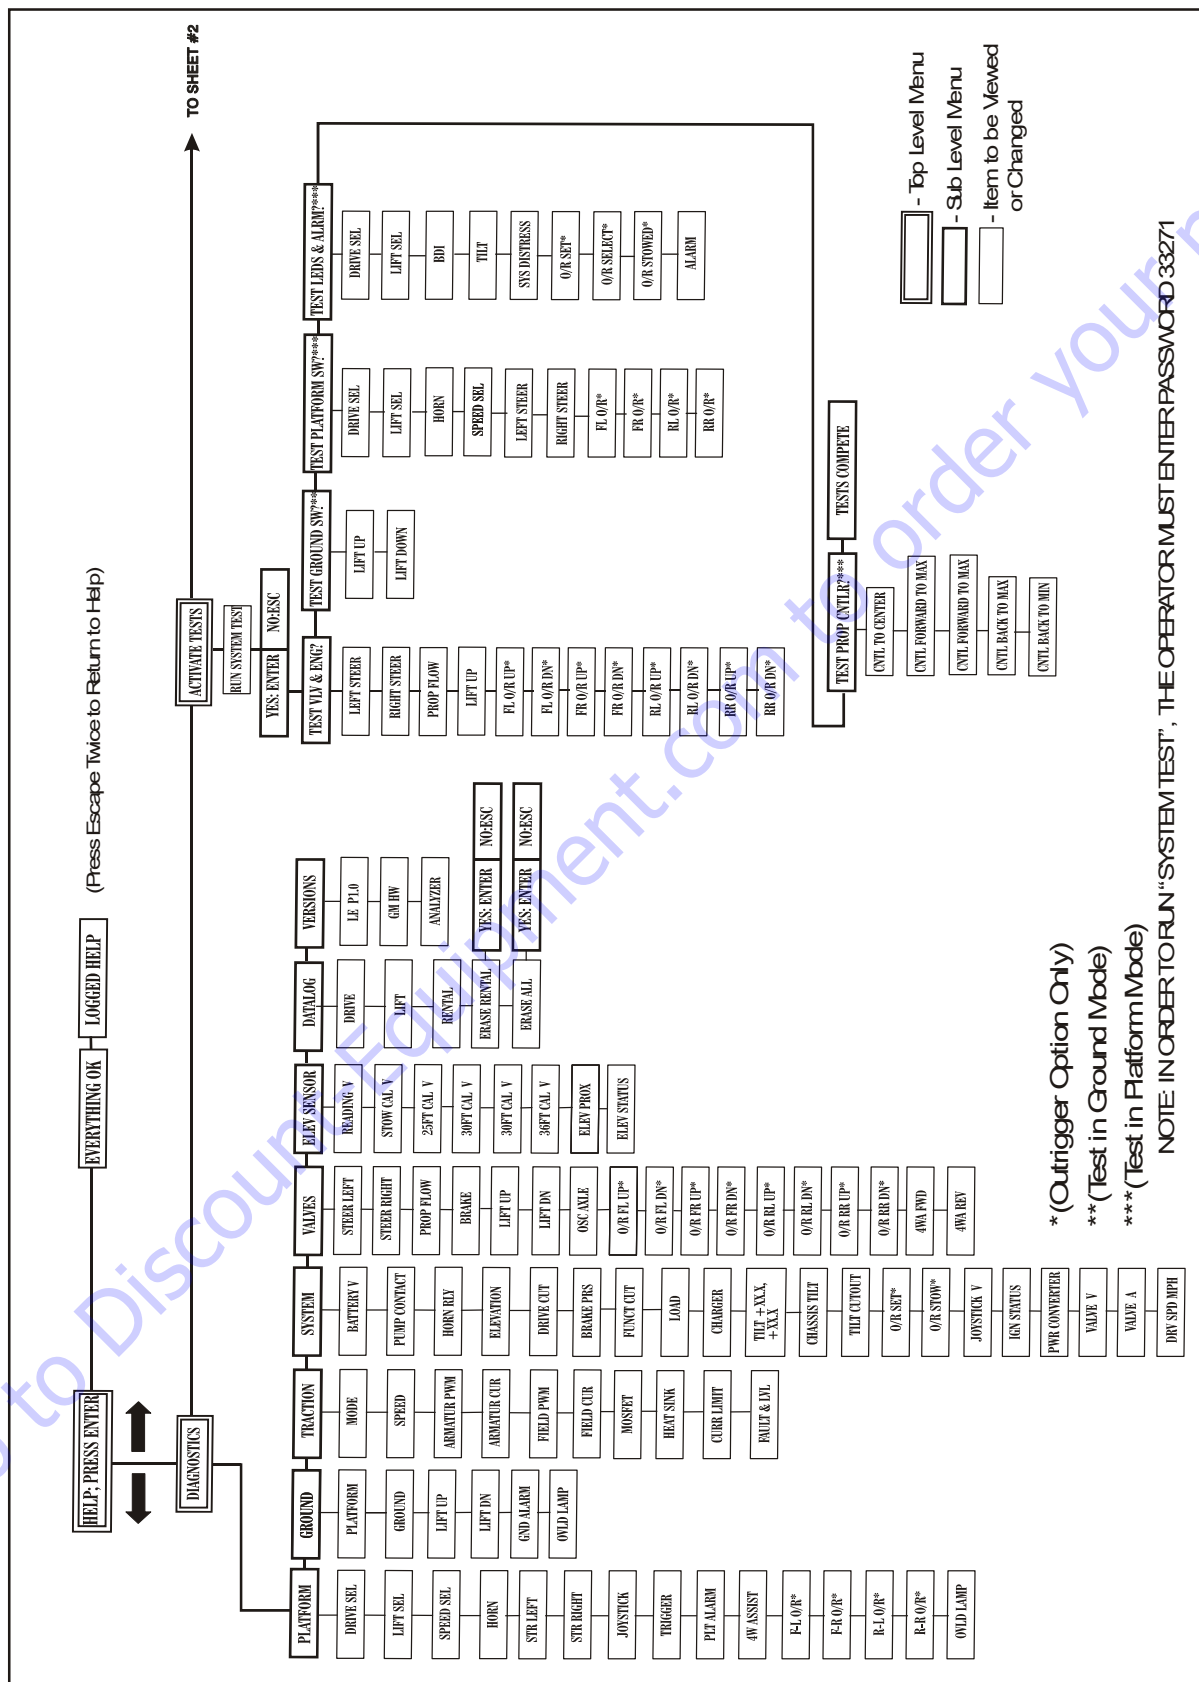 HELP; PRESS ENTER
EVERYTHING OK
LOGGED HELP
(Press Escape Twice to Return to Help)
DIAGNOSTICS
ACTIVATE TESTS
TO SHEET #2
RUN SYSTEM TEST
YES: ENTER NO:ESC
PLATFORM
DRIVE SEL
LIFT SEL
SPEED SEL
HORN
STR LEFT
STR RIGHT
JOYSTICK
TRIGGER
PLT ALARM
4W ASSIST
F-L O/R*
F-R O/R*
R-L O/R*
R-R O/R*
OVLD LAMP
GROUND
PLATFORM
GROUND
LIFT UP
LIFT DN
GND ALARM
OVLD LAMP
TRACTION
MODE
SPEED
ARMATUR PWM
ARMATUR CUR
FIELD PWM
FIELD CUR
MOSFET
HEAT SINK
CURR LIMIT
FAULT & LVL
SYSTEM
BATTERY V
PUMP CONTACT
HORN RLY
ELEVATION
DRIVE CUT
BRAKE PRS
FUNCT CUT
LOAD
CHARGER
TILT + XX.X,
+XX.X
CHASSIS TILT
TILT CUTOUT
O/R SET*
O/R STOW*
JOYSTICK V
IGN STATUS
PWR CONVERTER
VALVE V
VALVE A
DRV SPD MPH
VALVES
STEER LEFT
STEER RIGHT
PROP FLOW
BRAKE
LIFT UP
LIFT DN
OSC AXLE
O/R FL UP*
O/R FL DN*
O/R FR UP*
O/R FR DN*
O/R RL UP*
O/R RL DN*
O/R RR UP*
O/R RR DN*
4WA FWD
4WA REV
ELEV SENSOR
READING V
STOW CAL V
25FT CAL V
30FT CAL V
30FT CAL V
36FT CAL V
ELEV PROX
ELEV STATUS
DATALOG
DRIVE
LIFT
RENTAL
ERASE RENTAL
YES: ENTER NO:ESC
ERASE ALL
YES: ENTER NO:ESC
VERSIONS
LE P1.0
GM HW
ANALYZER
TEST VLV & ENG?
LEFT STEER
RIGHT STEER
PROP FLOW
LIFT UP
FL O/R UP*
FL O/R DN*
FR O/R UP*
FR O/R DN*
RL O/R UP*
RL O/R DN*
RR O/R UP*
RR O/R DN*
TEST GROUND SW?**
LIFT UP
LIFT DOWN
TEST PLATFORM SW?***
DRIVE SEL
LIFT SEL
HORN
SPEED SEL
LEFT STEER
RIGHT STEER
FL O/R*
FR O/R*
RL O/R*
RR O/R*
TEST LEDS & ALRM?***
DRIVE SEL
LIFT SEL
BDI
TILT
SYS DISTRESS
O/R SET*
O/R SELECT*
O/R STOWED*
ALARM
TEST PROP CNTLR?***
TESTS COMPETE
CNTL TO CENTER
CNTL FORWARD TO MAX
CNTL FORWARD TO MAX
CNTL BACK TO MAX
CNTL BACK TO MIN
- Top Level Menu
- Sub Level Menu
- Item to be Viewed
or Changed
*(Outrigger Option Only)
**(Test in Ground Mode)
***(Test in Platform Mode)
NOTE: IN ORDER TO RUN "SYSTEM TEST", THE OPERATOR MUST ENTER PASSWORD 33271
to Discount-Equipment.com to order your